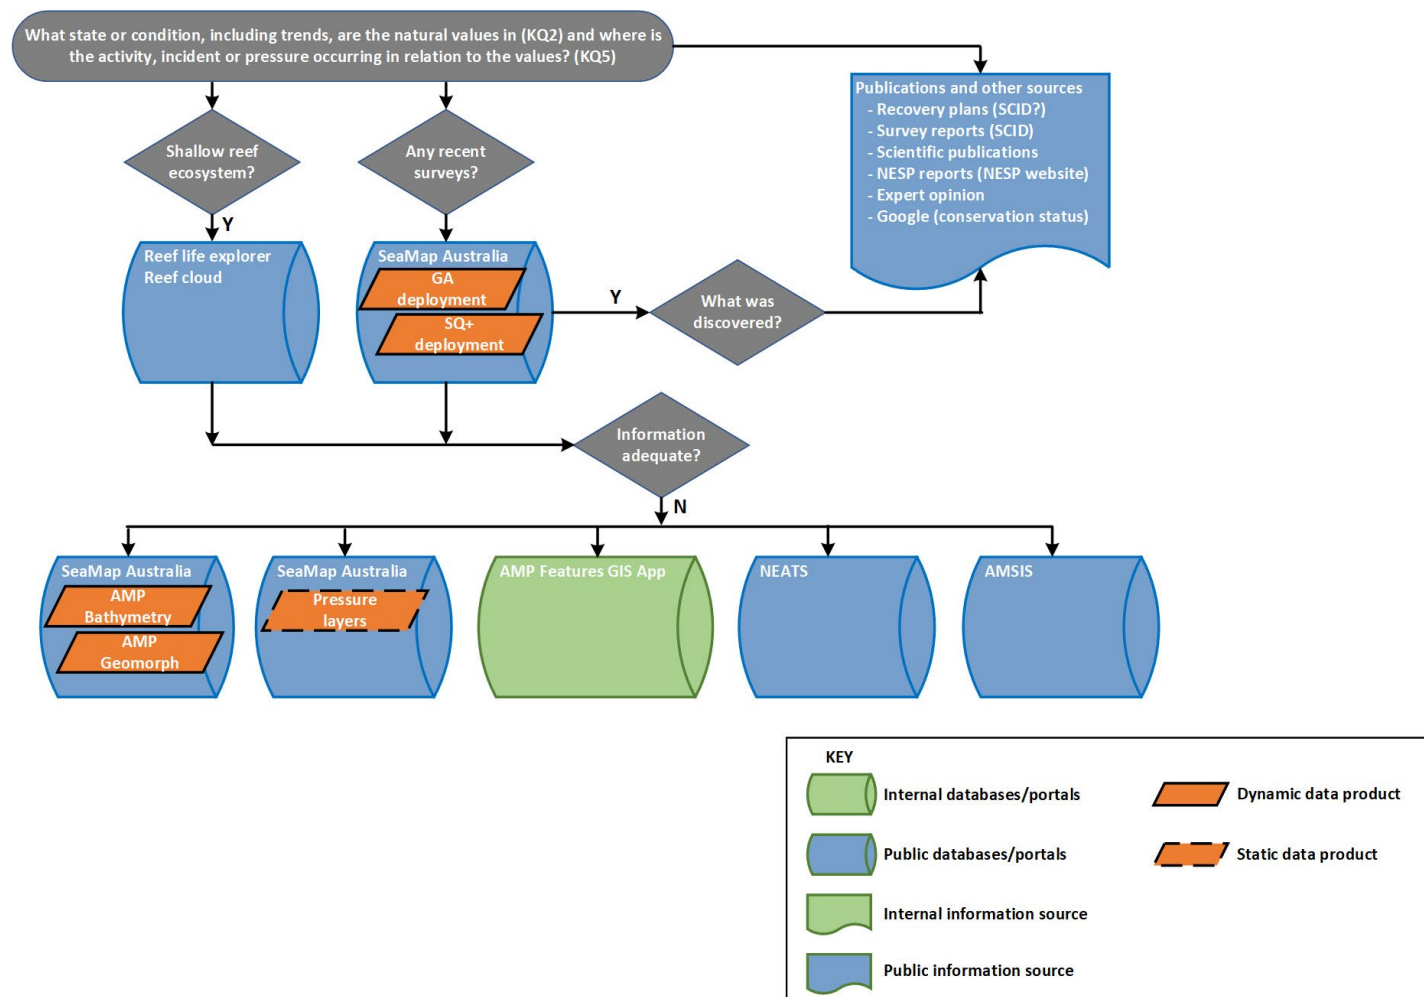 What state or condition, including trends, are the natural values in (KQ2) and where is
the activity, incident or pressure occurring in relation to the values? (KQ5)
Publications and other sources
- Recovery plans (SCID?)
- Survey reports (SCID)
- Scientific publications
- NESP reports (NESP website)
- Expert opinion
- Google (conservation status)
Shallow reef
ecosystem?
Any recent
surveys?
Y
Reef life explorer
Reef cloud
SeaMap Australia
GA
deployment
SQ+
deployment
Y
What was
discovered?
Information
adequate?
N
SeaMap Australia
AMP
Bathymetry
AMP
Geomorph
SeaMap Australia
Pressure
layers
AMP Features GIS App
NEATS
AMSIS
KEY
Internal databases/portals
Dynamic data product
Public databases/portals
Static data product
Internal information source
Public information source